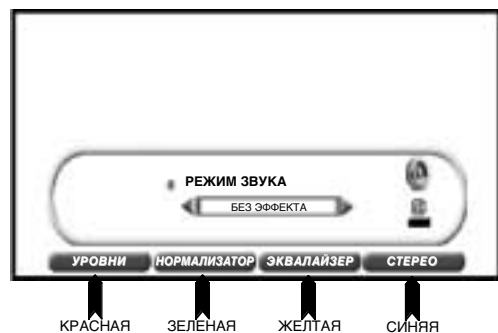 РЕЖИМ ЗВУКА
БЕЗ ЭФФЕКТА
УРОВНИ НОРМАЛИЗАТОР ЭКВАЛАЙЗЕР СТЕРЕО
КРАСНАЯ ЗЕЛЕНАЯ ЖЕЛТАЯ СИНЯЯ